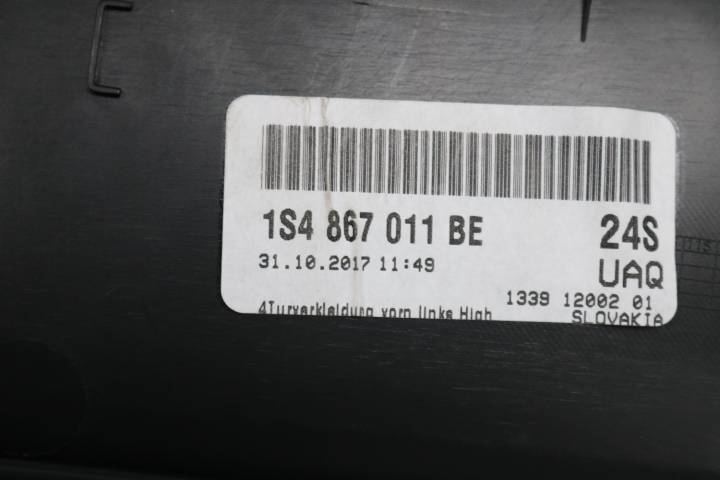 1S4 867 011 BE 24S
31.10.2017 11:49 UAQ
1339 12002 01
4Turverkleidung vorn links High SLOVAKIA